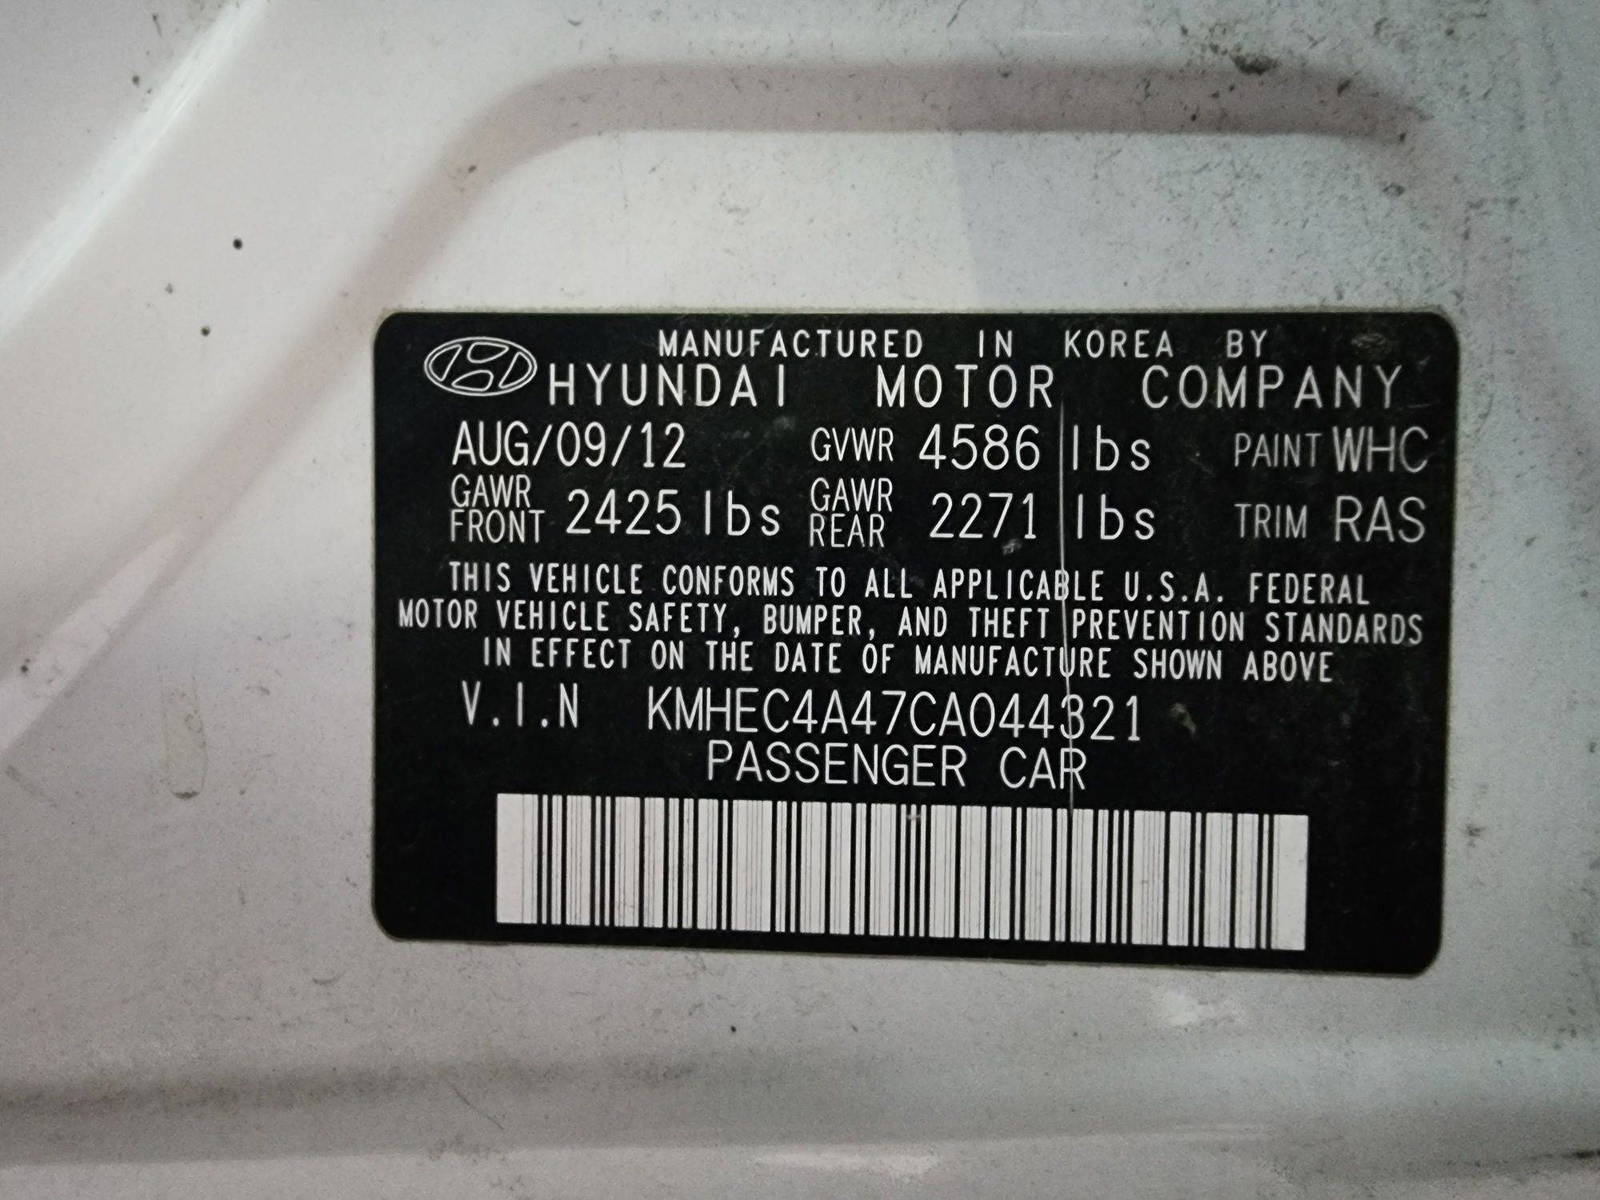 MANUFACTURED IN KOREA BY
HYUNDAI MOTOR COMPANY
AUG/09/12 GVWR 4586 lbs PAINT WHC
GAWR FRONT 2425 lbs GAWR REAR 2271 lbs TRIM RAS
THIS VEHICLE CONFORMS TO ALL APPLICABLE U.S.A. FEDERAL
MOTOR VEHICLE SAFETY, BUMPER, AND THEFT PREVENTION STANDARDS
IN EFFECT ON THE DATE OF MANUFACTURE SHOWN ABOVE
V.I.N KMHEC4A47CA044321
PASSENGER CAR